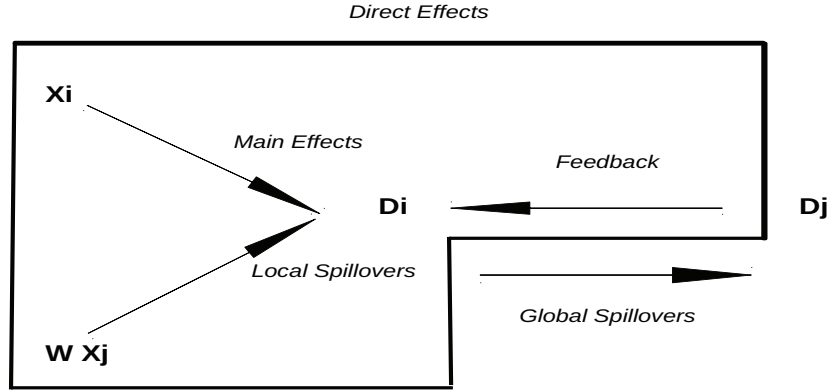 Direct Effects
Xi
Main Effects
Feedback
Di
Dj
Local Spillovers
Global Spillovers
W Xj